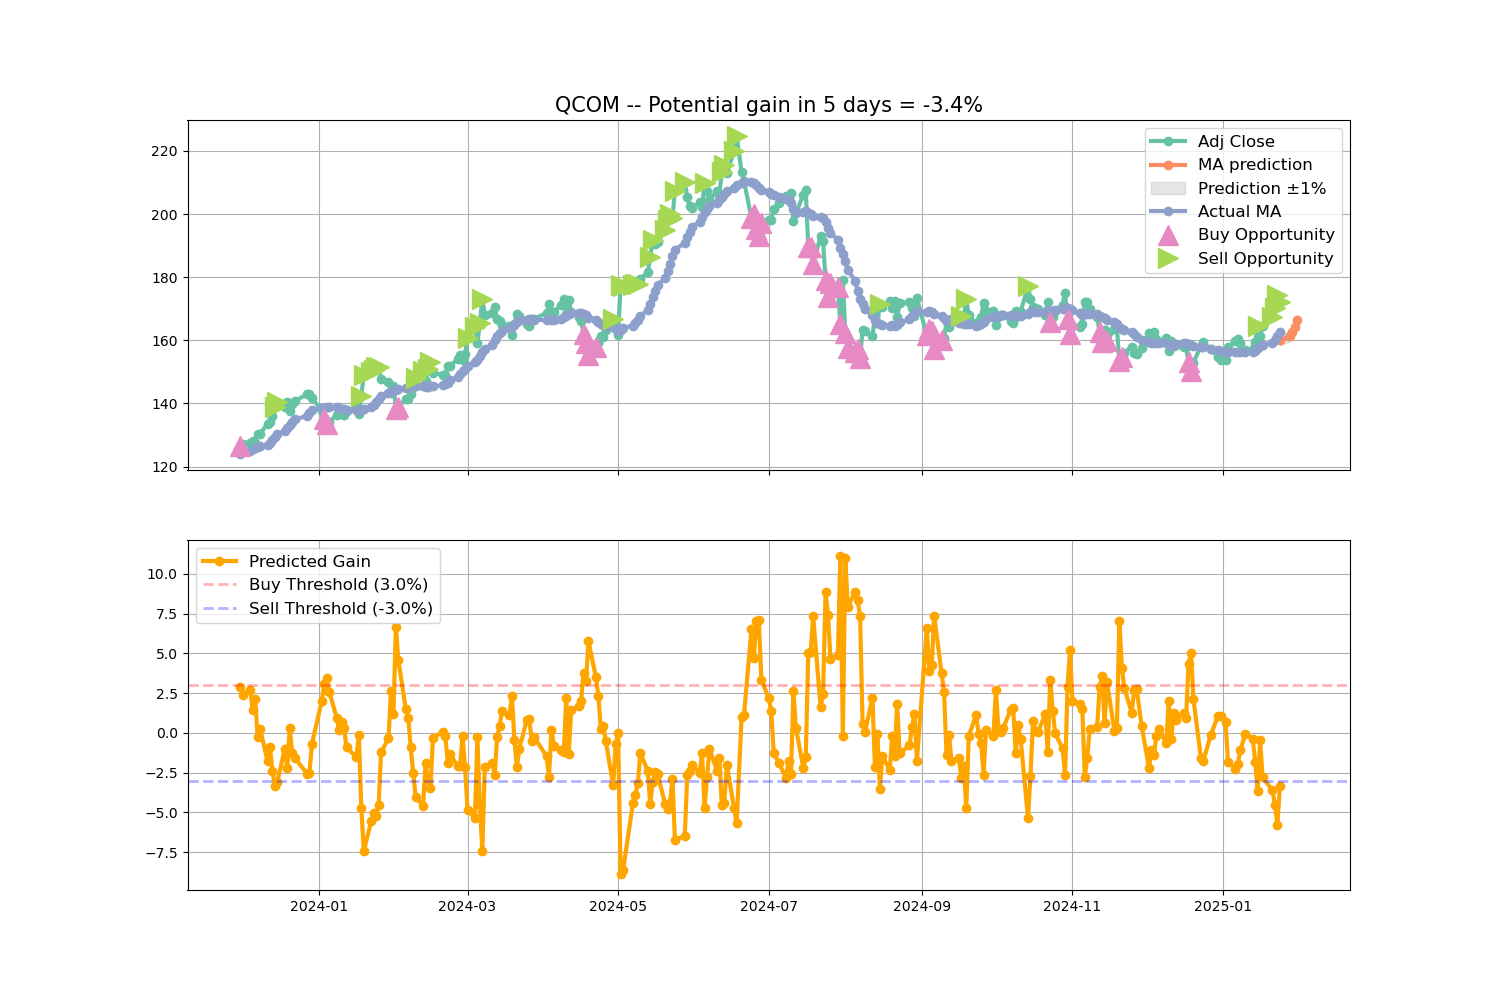 QCOM -- Potential gain in 5 days = -3.4%
220
200
180
160
140
120
Adj Close
MA prediction
Prediction ±1%
Actual MA
Buy Opportunity
Sell Opportunity
10.0
7.5
5.0
2.5
0.0
−2.5
−5.0
−7.5
Predicted Gain
Buy Threshold (3.0%)
Sell Threshold (-3.0%)
2024-01 2024-03 2024-05 2024-07 2024-09 2024-11 2025-01